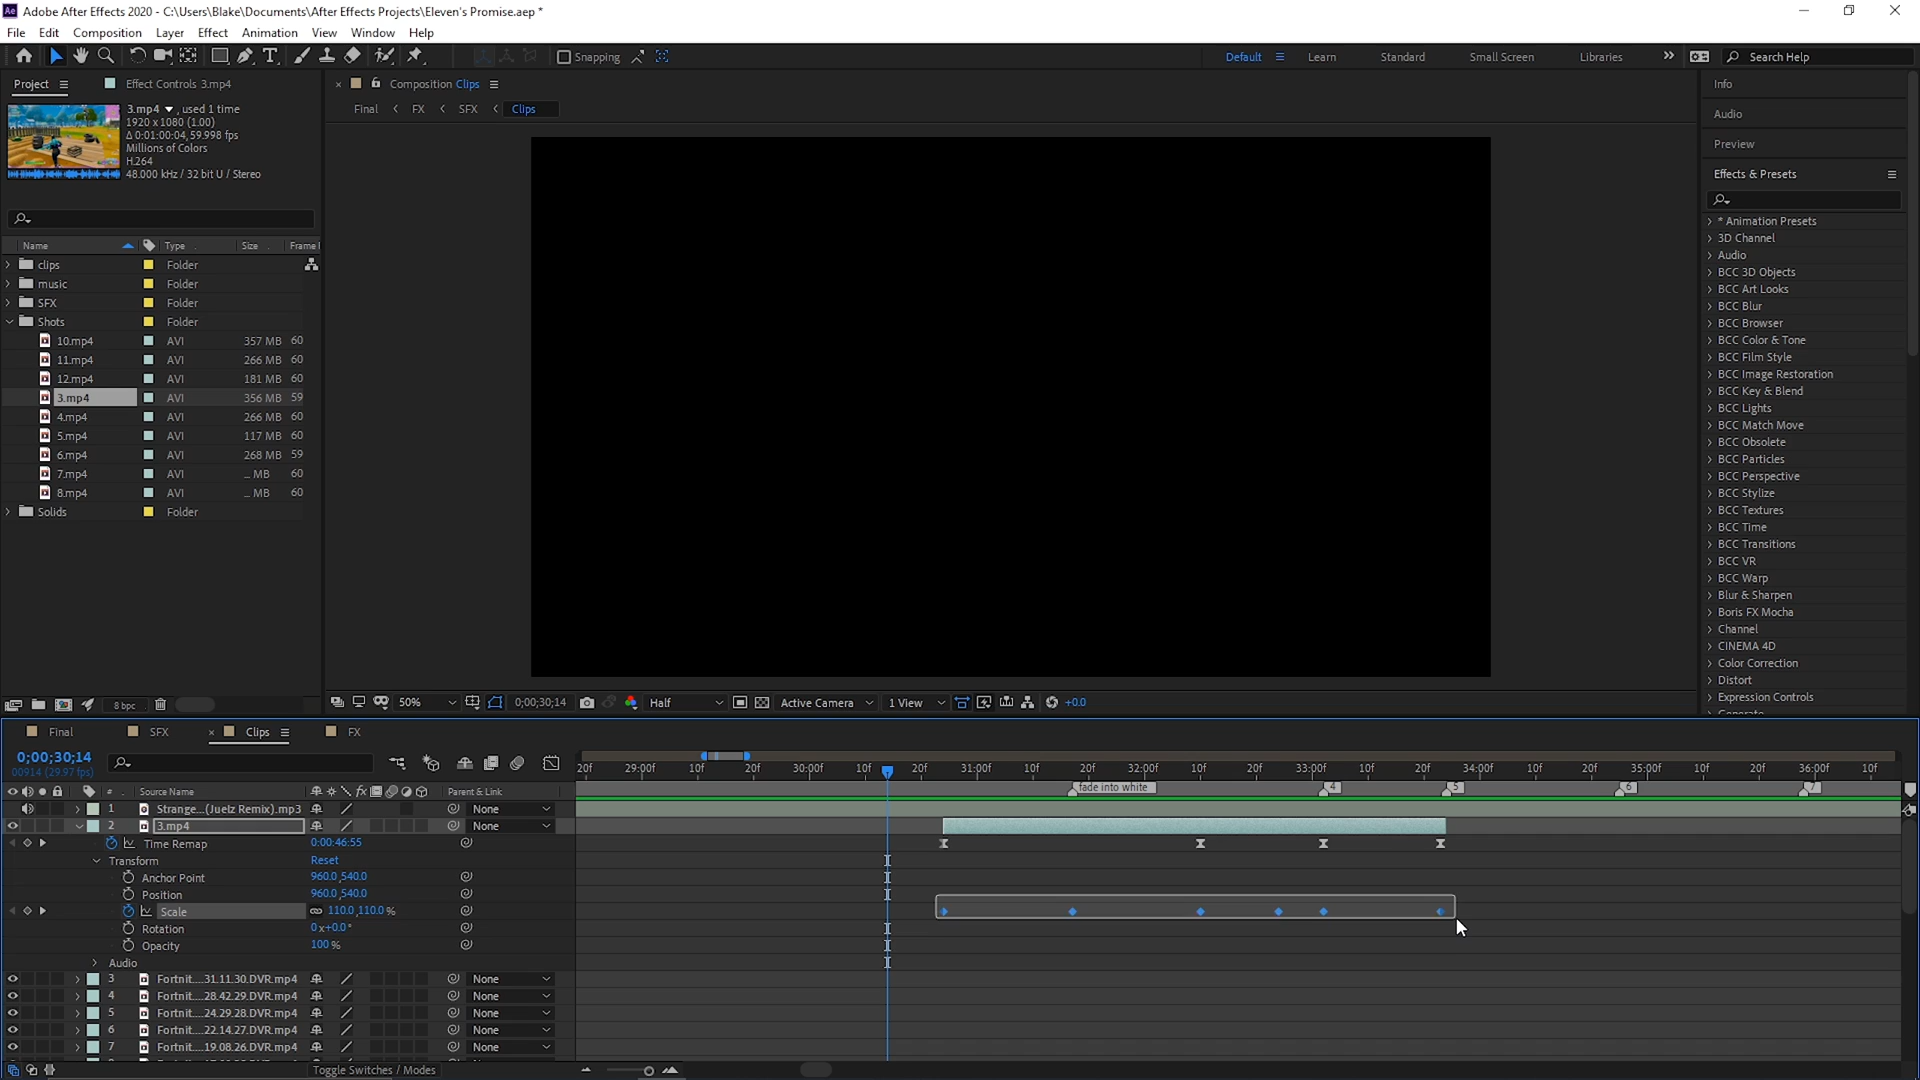 Adobe After Effects 2020 - C:\Users\Blake\Documents\After Effects Projects\Eleven's Promise.aep *
File Edit Composition Layer Effect Animation View Window Help
Snapping
Default Learn Standard Small Screen Libraries Search Help
Project Effect Controls 3.mp4
3.mp4 , used 1 time
1920 x 1080 (1.00)
Δ 0:01:00:04, 59.998 fps
Millions of Colors
H.264
48.000 kHz / 32 bit U / Stereo
Name Type Size Frame
clips Folder
music Folder
SFX Folder
Shots Folder
10.mp4 AVI 357 MB 60
11.mp4 AVI 266 MB 60
12.mp4 AVI 181 MB 60
3.mp4 AVI 356 MB 59
4.mp4 AVI 266 MB 60
5.mp4 AVI 117 MB 60
6.mp4 AVI 268 MB 59
7.mp4 AVI ... MB 60
8.mp4 AVI ... MB 60
Solids Folder
8 bpc
Composition Clips
Final FX SFX Clips
50% 0;00;30;14 Half Active Camera 1 View +0.0
Info
Audio
Preview
Effects & Presets
* Animation Presets
3D Channel
Audio
BCC 3D Objects
BCC Art Looks
BCC Blur
BCC Browser
BCC Color & Tone
BCC Film Style
BCC Image Restoration
BCC Key & Blend
BCC Lights
BCC Match Move
BCC Obsolete
BCC Particles
BCC Perspective
BCC Stylize
BCC Textures
BCC Time
BCC Transitions
BCC VR
BCC Warp
Blur & Sharpen
Boris FX Mocha
Channel
CINEMA 4D
Color Correction
Distort
Expression Controls
Final SFX Clips FX
0;00;30;14
00914 (29.97 fps)
20f 29:00f 10f 20f 30:00f 10f 20f 31:00f 10f 20f 32:00f 10f 20f 33:00f 10f 20f 34:00f 10f 20f 35:00f 10f 20f 36:00f 10f
# Source Name Parent & Link
fade into white 4 5 6 7
1 Strange...(Juelz Remix).mp3 None
2 3.mp4 None
Time Remap 0:00:46:55
Transform Reset
Anchor Point 960.0,540.0
Position 960.0,540.0
Scale 110.0,110.0 %
Rotation 0x+0.0°
Opacity 100 %
Audio
3 Fortnit....31.11.30.DVR.mp4 None
4 Fortnit....28.42.29.DVR.mp4 None
5 Fortnit....24.29.28.DVR.mp4 None
6 Fortnit....22.14.27.DVR.mp4 None
7 Fortnit....19.08.26.DVR.mp4 None
Toggle Switches / Modes